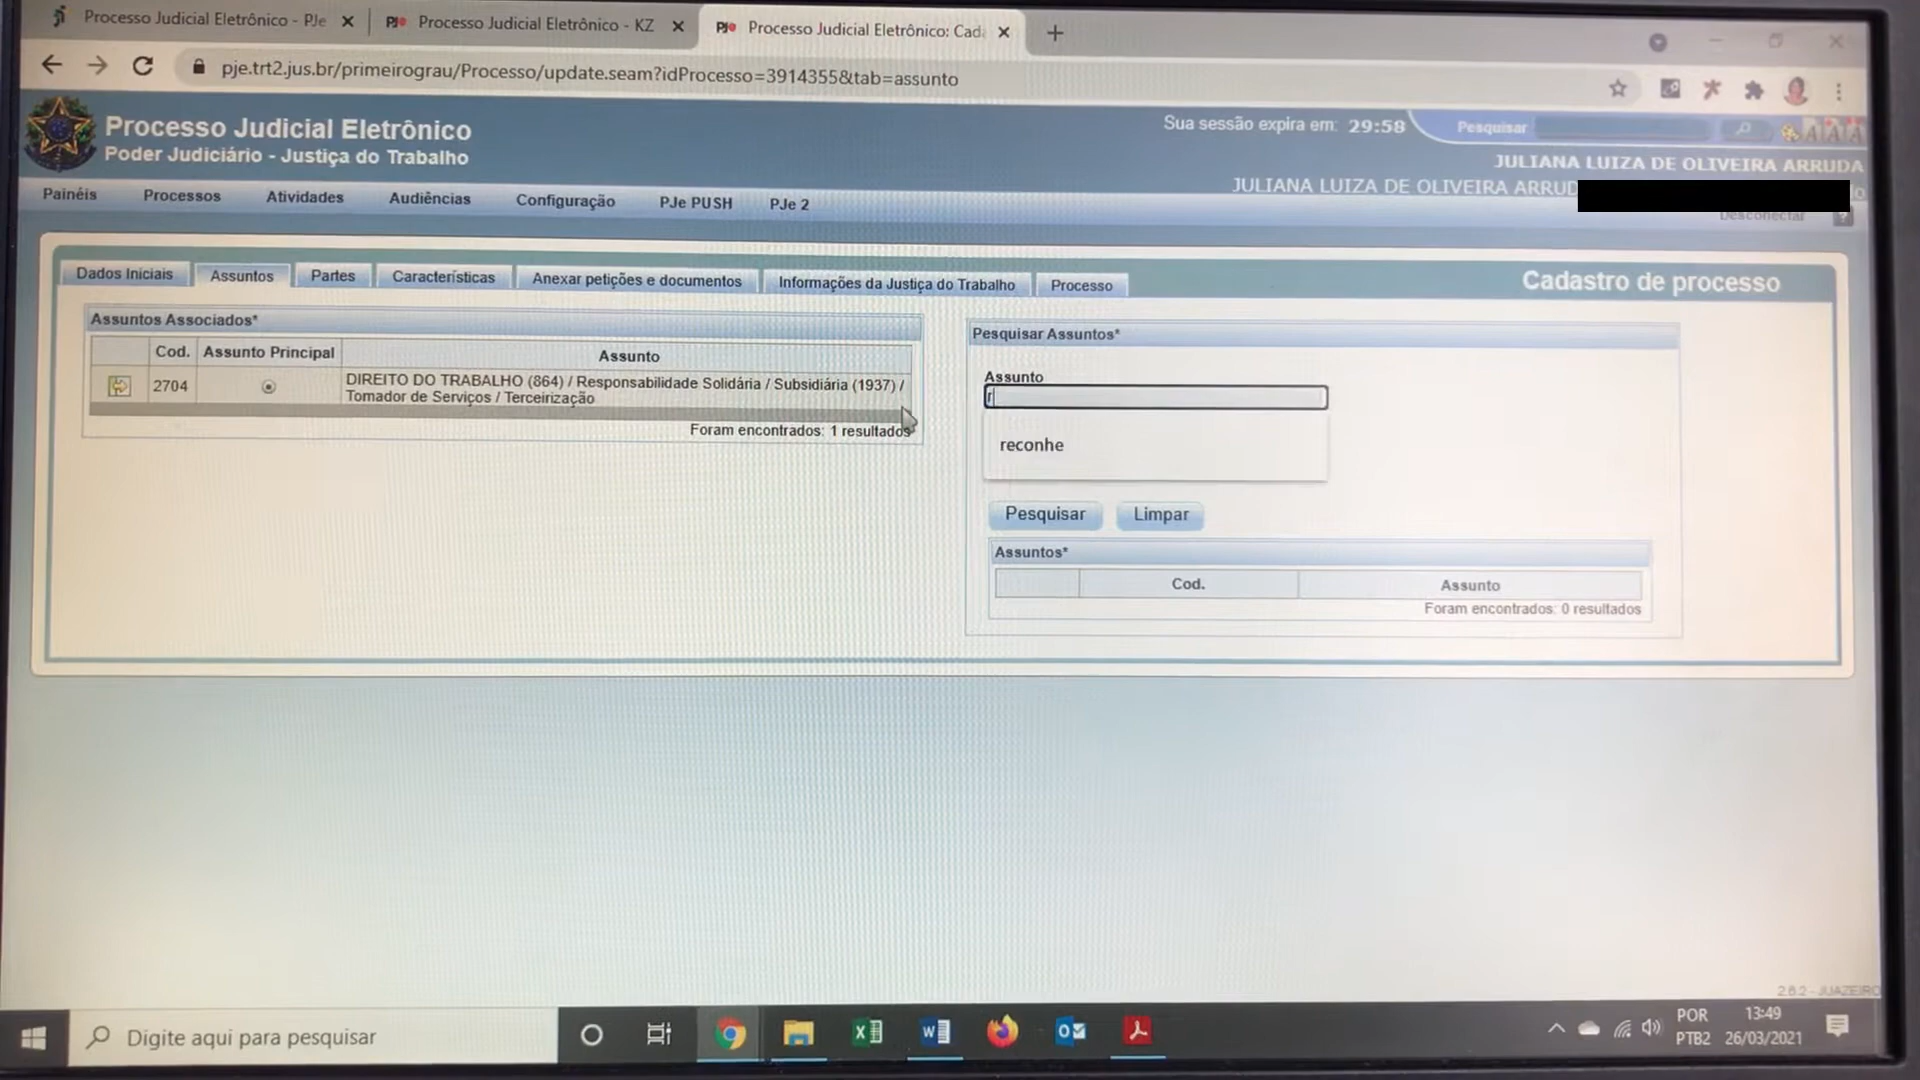 Processo Judicial Eletrônico - PJe
Processo Judicial Eletrônico - KZ
Processo Judicial Eletrônico: Cada
pje.trt2.jus.br/primeirograu/Processo/update.seam?idProcesso=3914355&tab=assunto
Processo Judicial Eletrônico
Poder Judiciário - Justiça do Trabalho
Sua sessão expira em: 29:58
Pesquisar
A A A
JULIANA LUIZA DE OLIVEIRA ARRUDA
JULIANA LUIZA DE OLIVEIRA ARRUD
Desconectar ?
Painéis Processos Atividades Audiências Configuração PJe PUSH PJe 2
Dados Iniciais Assuntos Partes Características Anexar petições e documentos Informações da Justiça do Trabalho Processo
Cadastro de processo
Assuntos Associados*
Cod. Assunto Principal Assunto
2704 DIREITO DO TRABALHO (864) / Responsabilidade Solidária / Subsidiária (1937) /
Tomador de Serviços / Terceirização
Foram encontrados: 1 resultados
Pesquisar Assuntos*
Assunto
r
reconhe
Pesquisar Limpar
Assuntos*
Cod. Assunto
Foram encontrados: 0 resultados
2.6.2 - JUAZEIRO
Digite aqui para pesquisar
POR
PTB2
13:49
26/03/2021